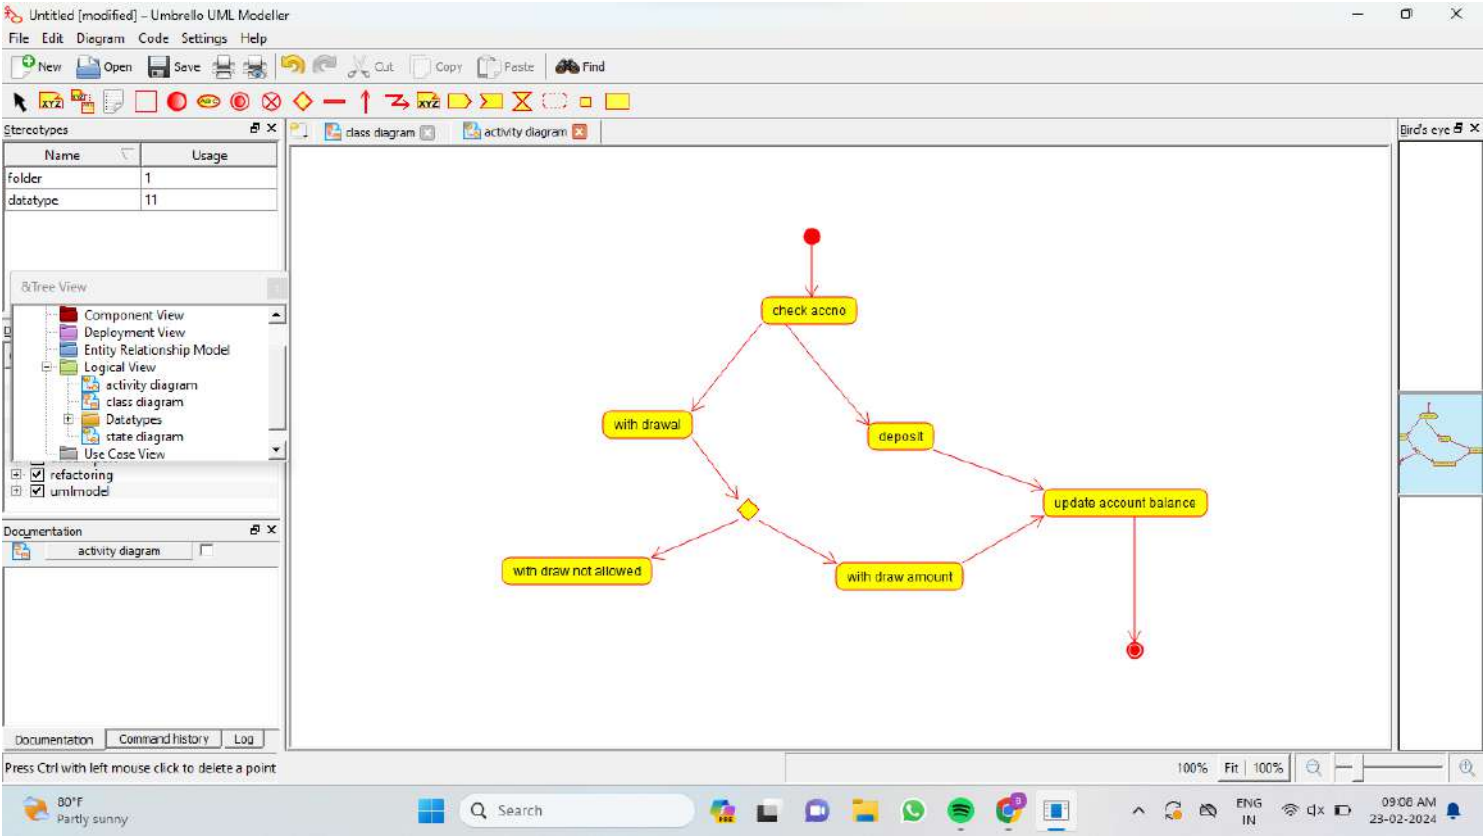 Untitled [modified] – Umbrello UML Modeller
File Edit Diagram Code Settings Help
New Open Save Cut Copy Paste Find
Stereotypes
Name Usage
folder 1
datatype 11
&Tree View
Component View
Deployment View
Entity Relationship Model
Logical View
activity diagram
class diagram
Datatypes
state diagram
Use Case View
refactoring
umlmodel
Documentation
activity diagram
Documentation Command history Log
Press Ctrl with left mouse click to delete a point
class diagram activity diagram
check accno
with drawal
deposit
update account balance
with draw not allowed
with draw amount
Bird's eye
100% Fit 100%
80°F
Partly sunny
Search
ENG
IN
09:08 AM
23-02-2024